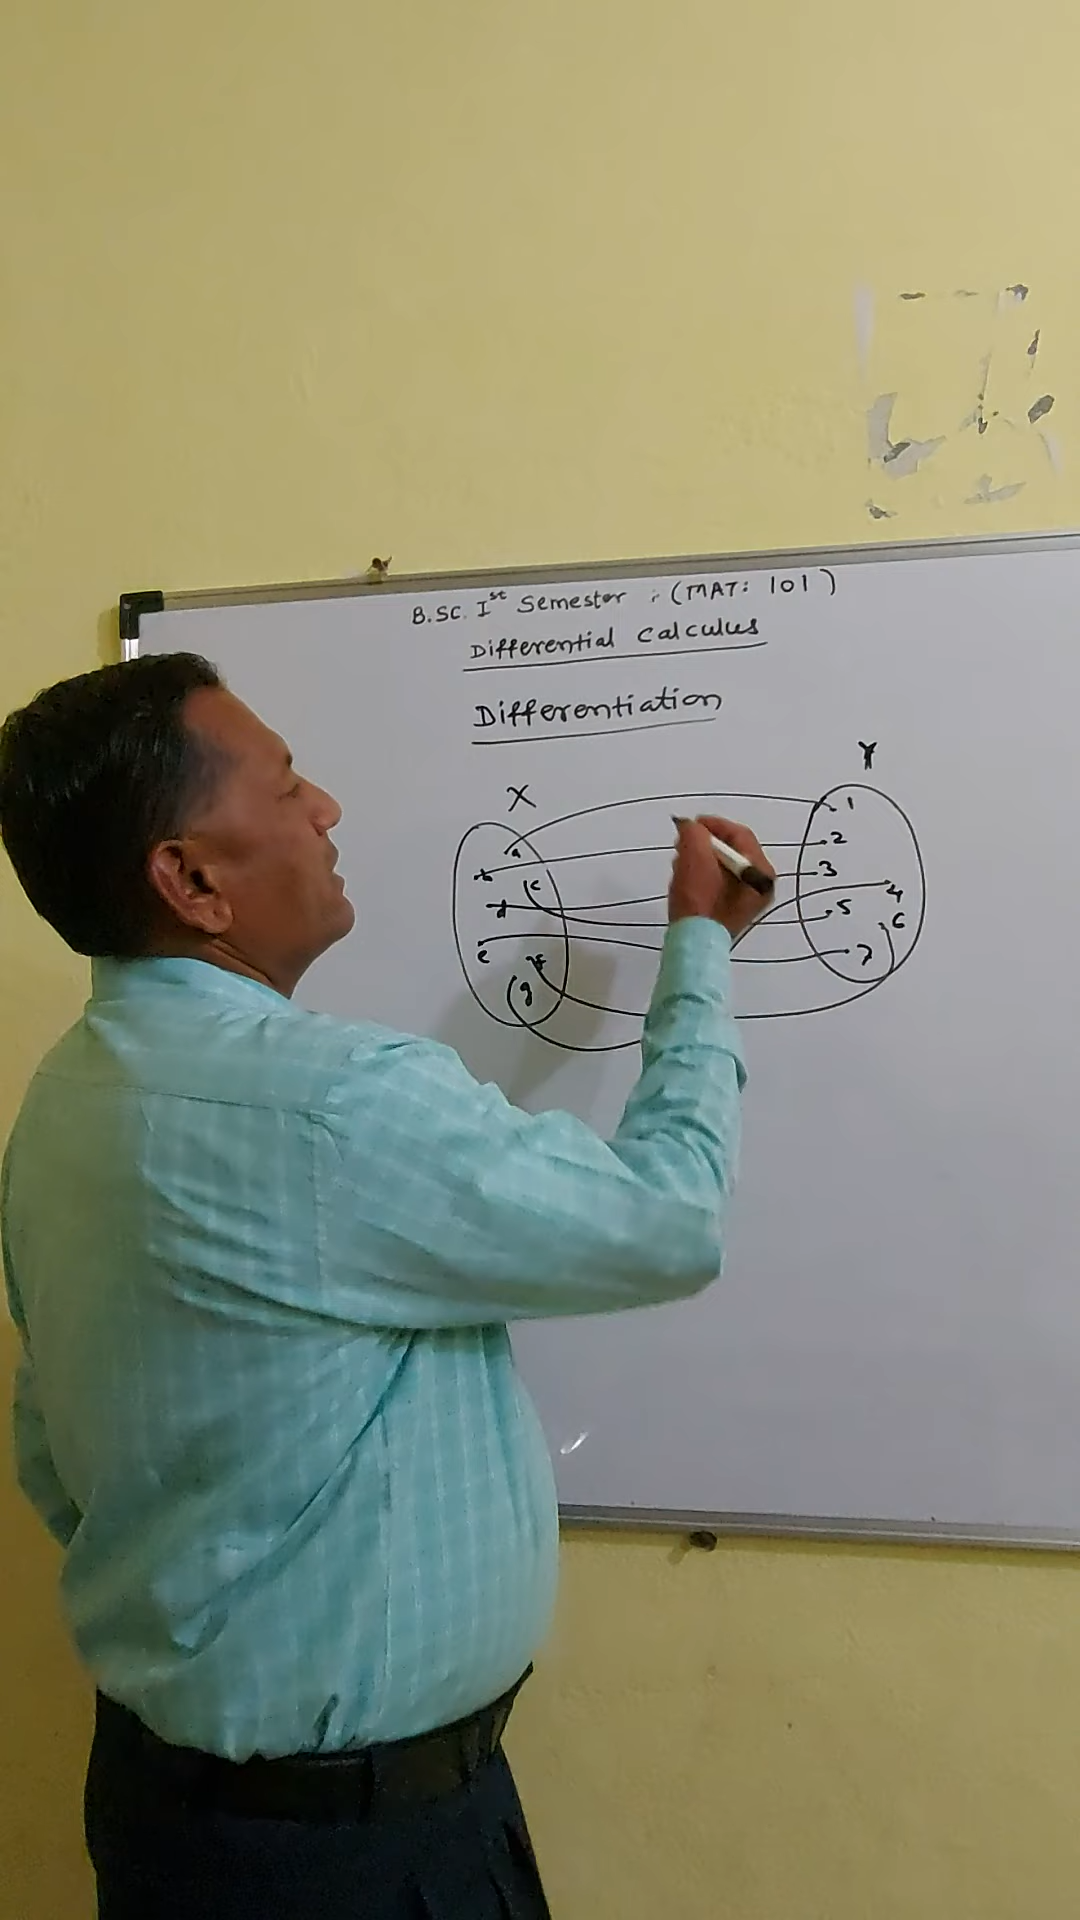 B.SC. Ist Semester : (MAT: 101)
Differential Calculus
Differentiation
X Y
a 1
b 2
c 3
d 4
e 5
f 6
g 7